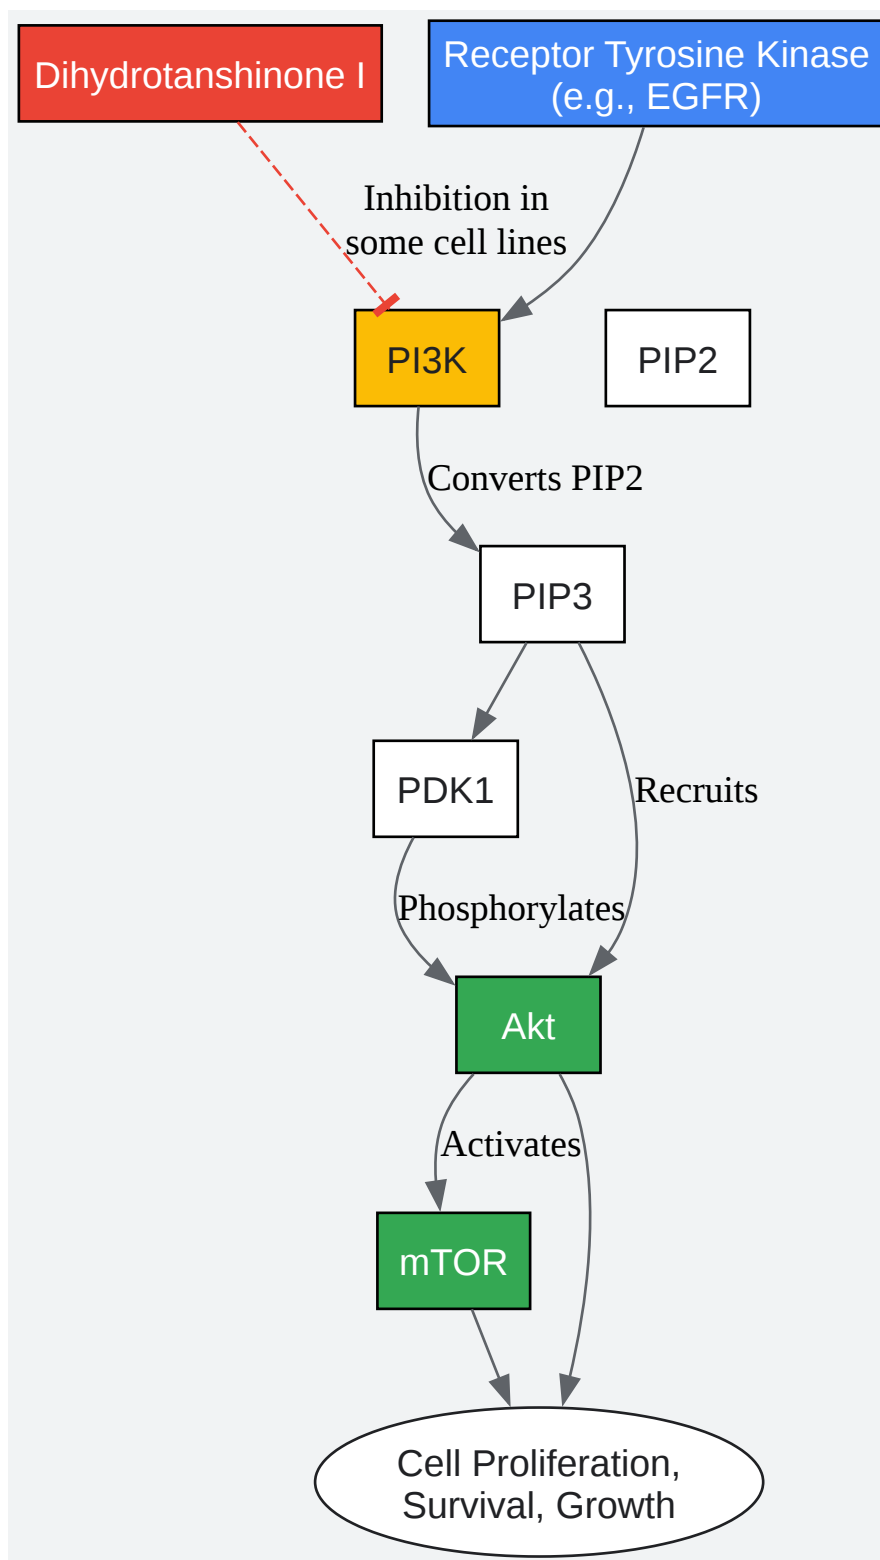 Dihydrotanshinone I
Receptor Tyrosine Kinase
(e.g., EGFR)
Inhibition in
some cell lines
PI3K
PIP2
Converts PIP2
PIP3
PDK1
Recruits
Phosphorylates
Akt
Activates
mTOR
Cell Proliferation,
Survival, Growth